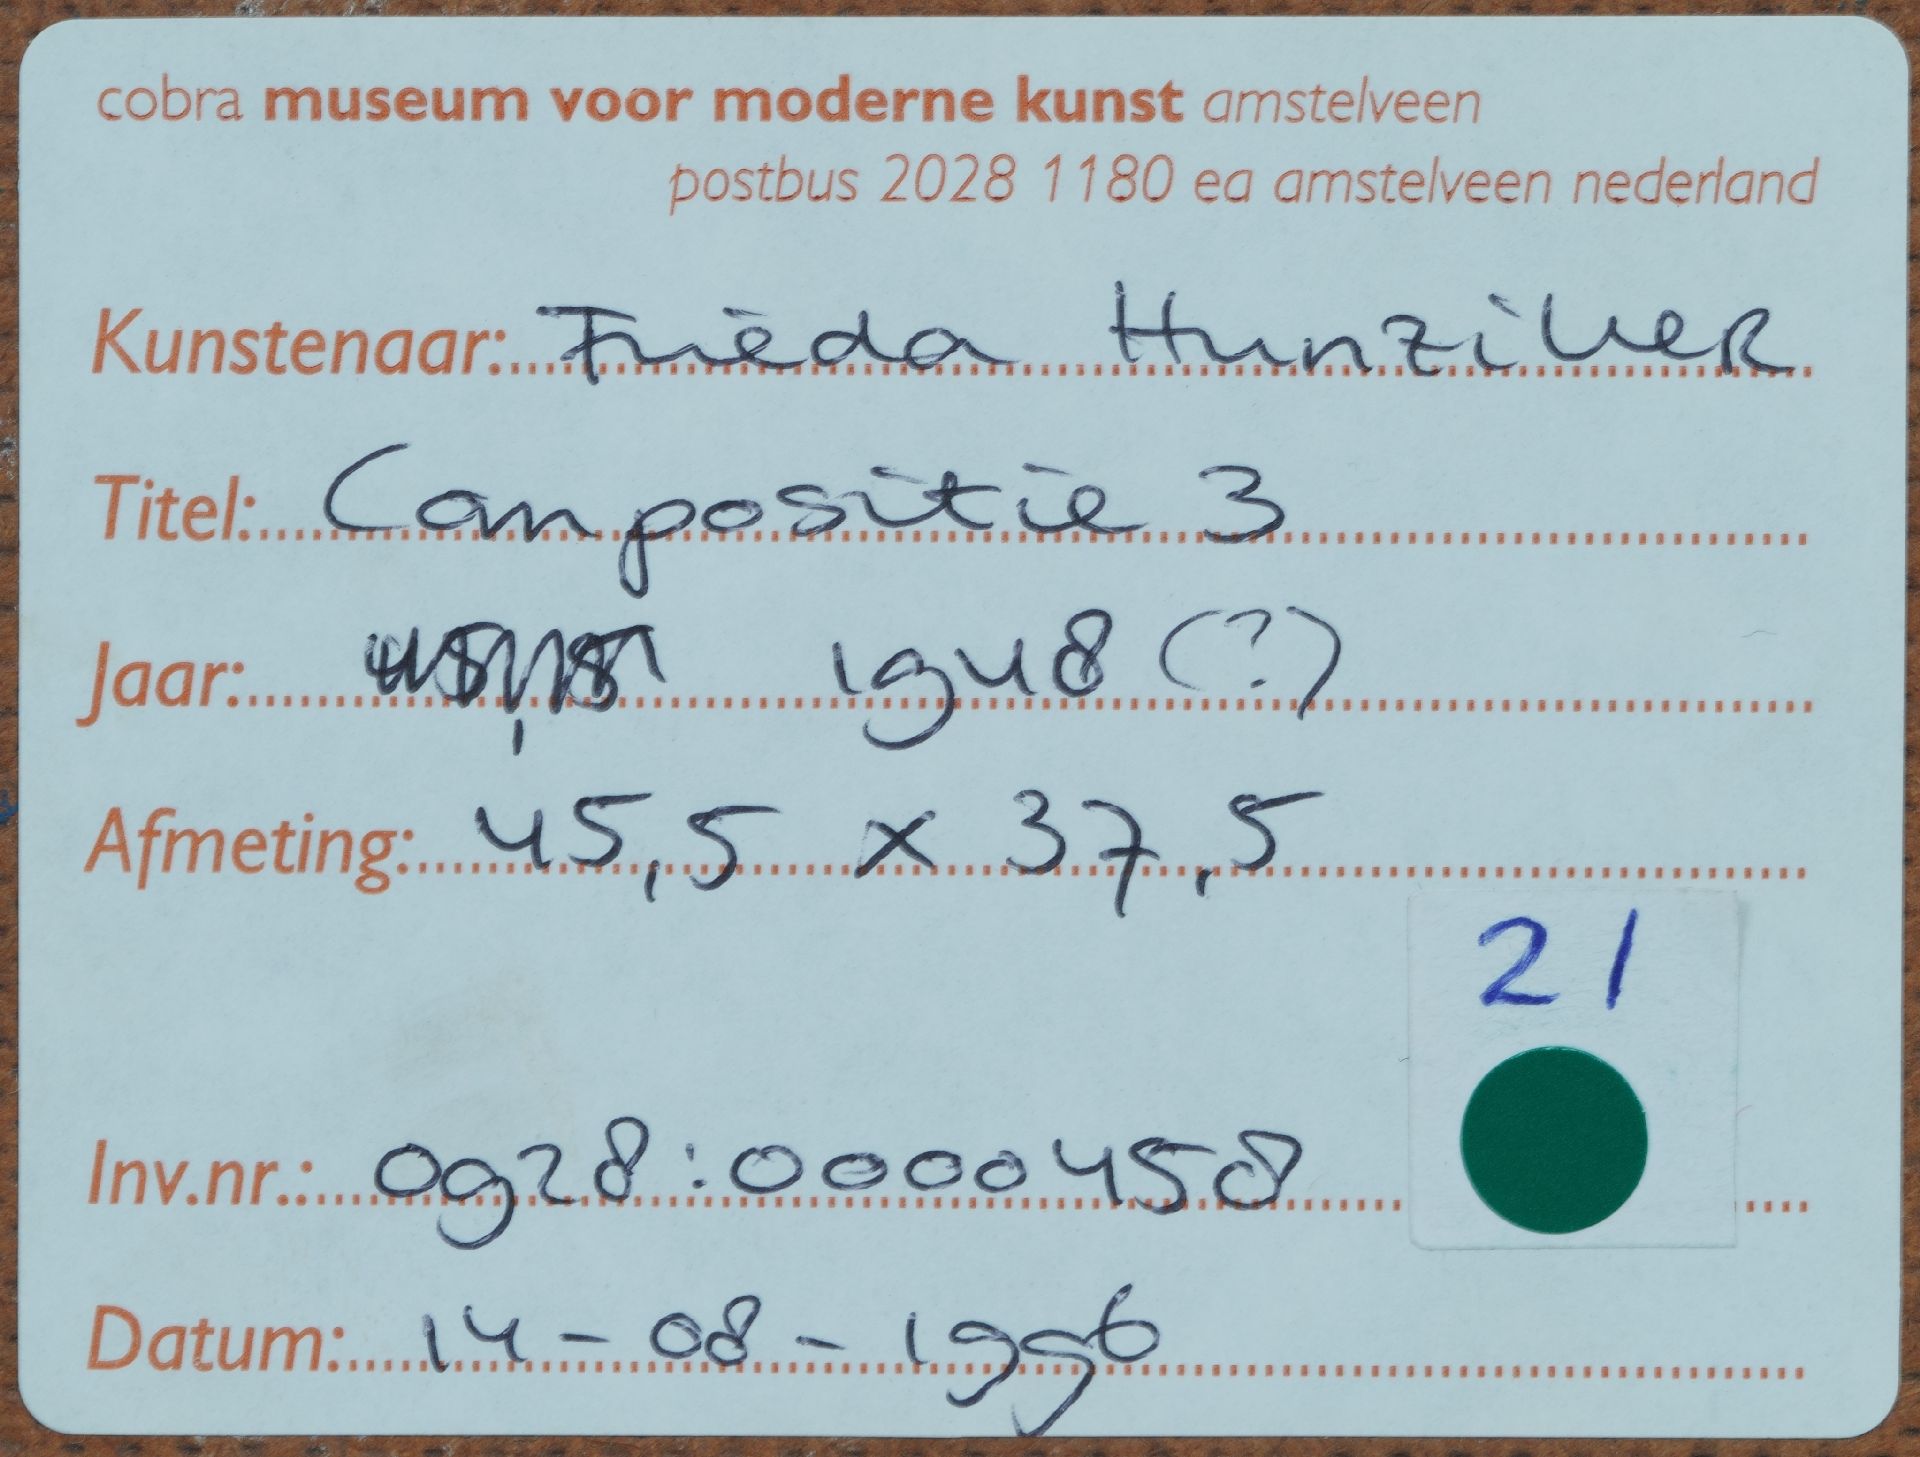 cobra museum voor moderne kunst amstelveen
postbus 2028 1180 ea amstelveen nederland
Kunstenaar: Frieda Hunziker
Titel: Compositie 3
Jaar: 1948 (?)
Afmeting: 45,5 x 37,5
21
Inv.nr.: 0928:0000458
Datum: 14-08-1996